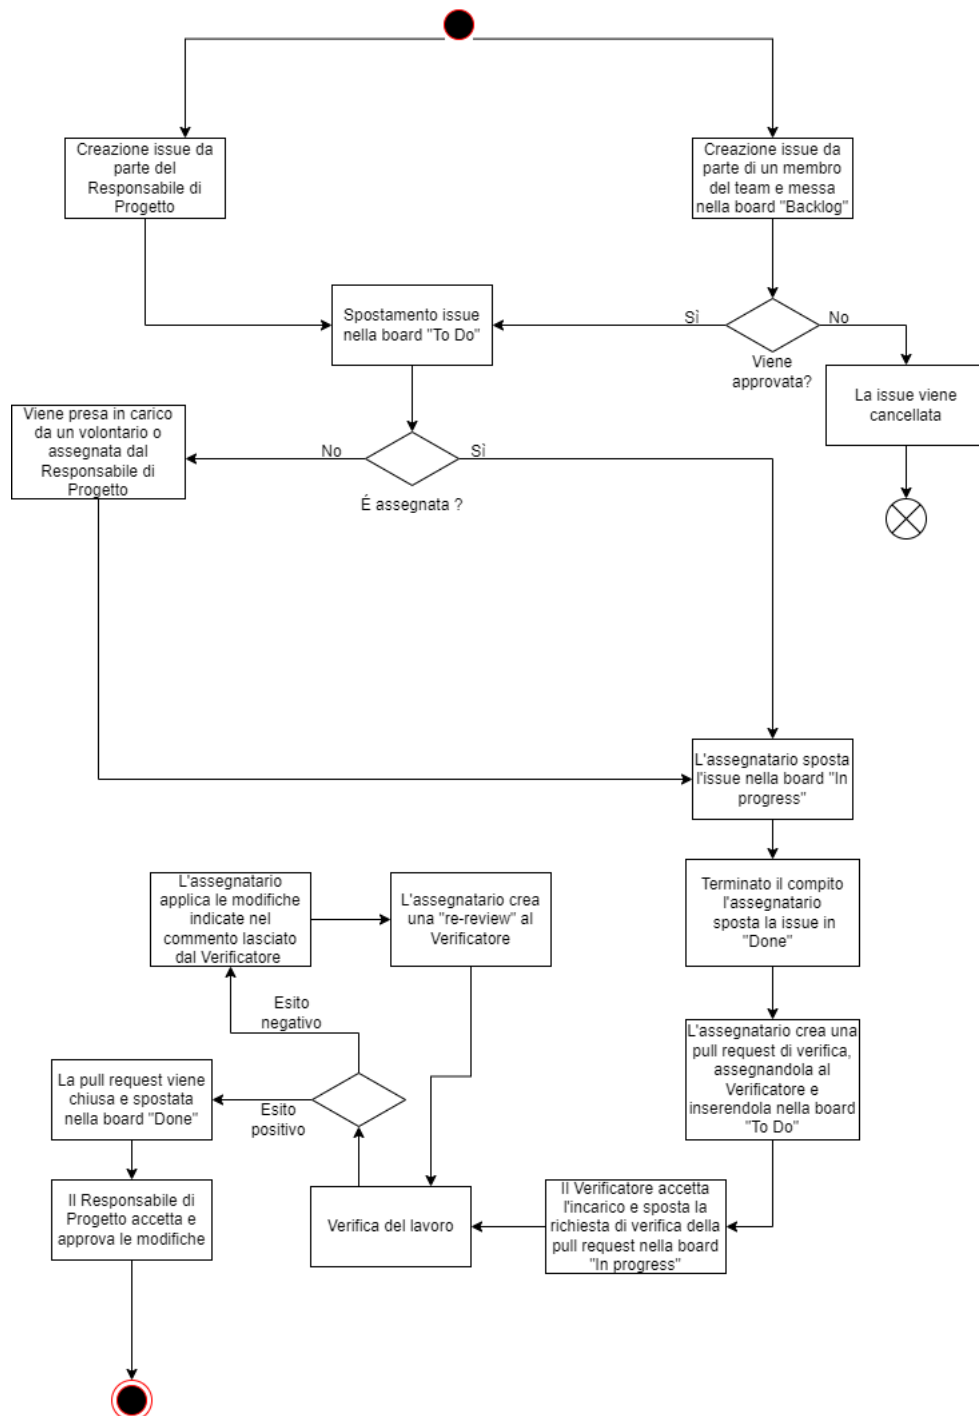 Creazione issue da
parte del
Responsabile di
Progetto
Creazione issue da
parte di un membro
del team e messa
nella board "Backlog"
Spostamento issue
nella board "To Do"
Sì
No
Viene
approvata?
La issue viene
cancellata
Viene presa in carico
da un volontario o
assegnata dal
Responsabile di
Progetto
No
Sì
É assegnata ?
L'assegnatario sposta
l'issue nella board "In
progress"
Terminato il compito
l'assegnatario
sposta la issue in
"Done"
L'assegnatario
applica le modifiche
indicate nel
commento lasciato
dal Verificatore
L'assegnatario crea
una "re-review" al
Verificatore
Esito
negativo
L'assegnatario crea una
pull request di verifica,
assegnandola al
Verificatore e
inserendola nella board
"To Do"
La pull request viene
chiusa e spostata
nella board "Done"
Esito
positivo
Il Responsabile di
Progetto accetta e
approva le modifiche
Verifica del lavoro
Il Verificatore accetta
l'incarico e sposta la
richiesta di verifica della
pull request nella board
"In progress"